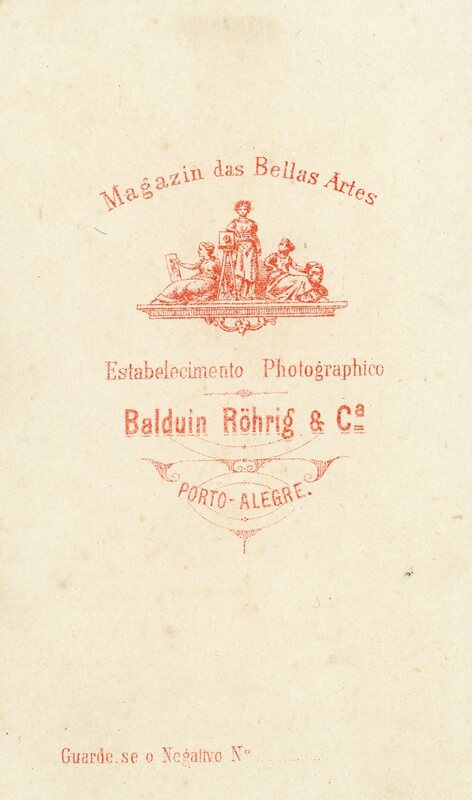 Magazin das Bellas Artes
Estabelecimento Photographico
Balduin Röhrig & Cª
PORTO-ALEGRE.
Guarde.se o Negativo Nº..........